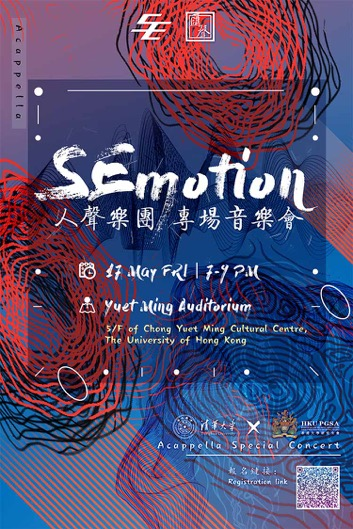 Acappella
SE
SEmotion
人聲樂團/專場音樂會
17 May FRI | 7-9 P.M
Yuet Ming Auditorium
5/F of Chong Yuet Ming Cultural Centre,
The University of Hong Kong
清華大学 X HKU PGSA
Acappella Special Concert
報名鏈接：
Registration link